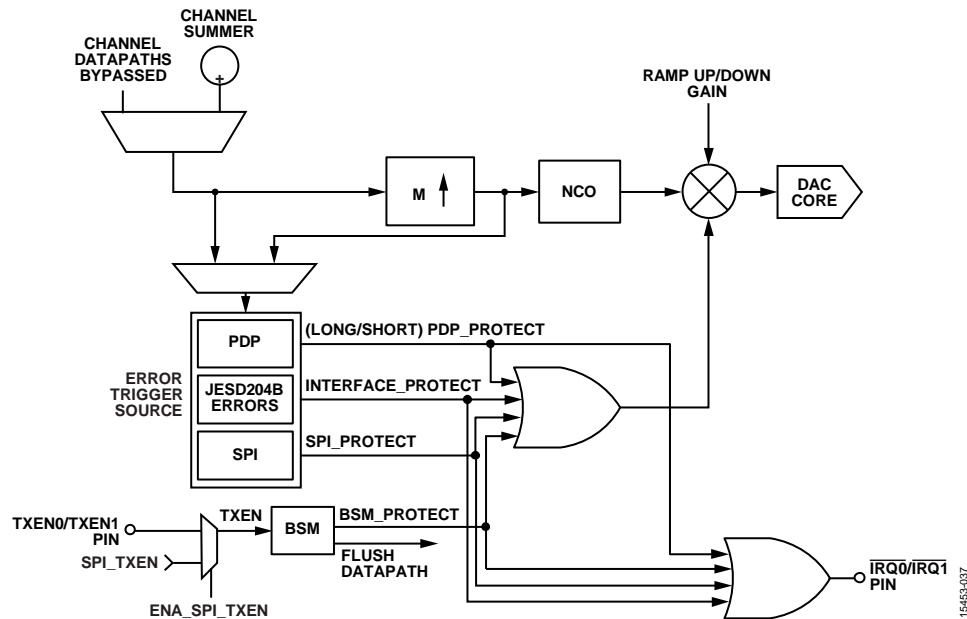 CHANNEL
SUMMER
CHANNEL
DATAPATHS
BYPASSED
+
RAMP UP/DOWN
GAIN
M
NCO
DAC
CORE
ERROR
TRIGGER
SOURCE
PDP
JESD204B
ERRORS
SPI
(LONG/SHORT) PDP_PROTECT
INTERFACE_PROTECT
SPI_PROTECT
TXEN0/TXEN1
PIN
SPI_TXEN
ENA_SPI_TXEN
TXEN
BSM
BSM_PROTECT
FLUSH
DATAPATH
IRQ0/IRQ1
PIN
15453-037